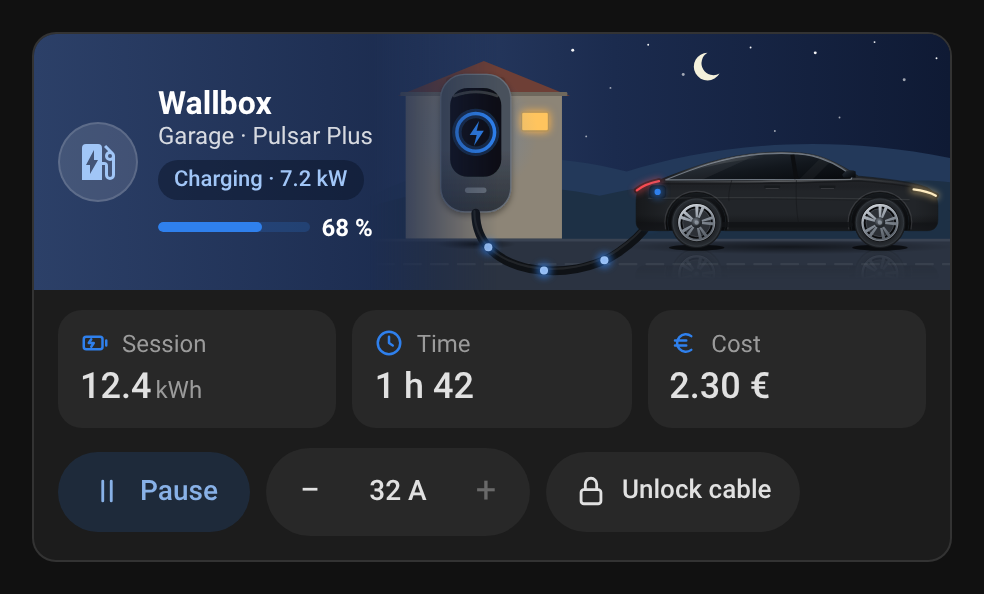 Wallbox
Garage · Pulsar Plus
Charging · 7.2 kW
68 %
Session
12.4 kWh
Time
1 h 42
Cost
2.30 €
Pause
− 32 A +
Unlock cable